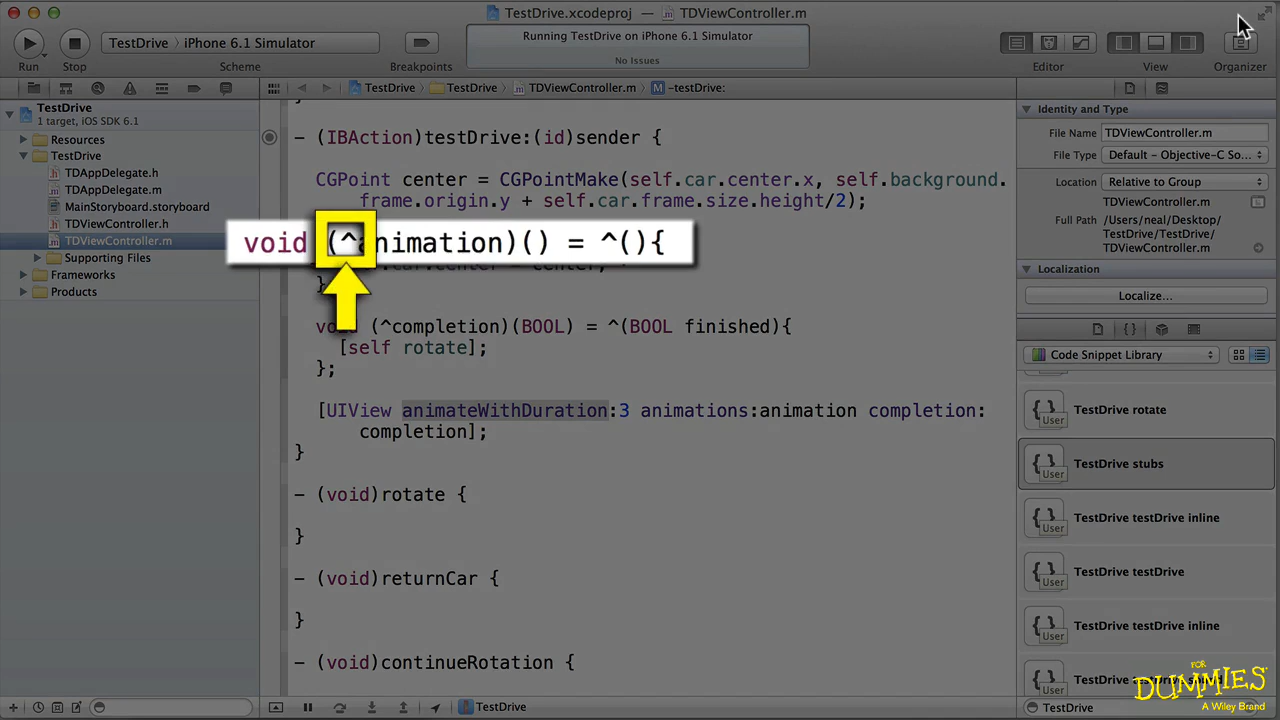 TestDrive.xcodeproj — TDViewController.m
Run
Stop
TestDrive 〉 iPhone 6.1 Simulator
Scheme
Breakpoints
Running TestDrive on iPhone 6.1 Simulator
No Issues
Editor
View
Organizer
TestDrive
TestDrive
TDViewController.m
M
-testDrive:
TestDrive
1 target, iOS SDK 6.1
Resources
TestDrive
TDAppDelegate.h
TDAppDelegate.m
MainStoryboard.storyboard
TDViewController.h
TDViewController.m
Supporting Files
Frameworks
Products
}
- (IBAction)testDrive:(id)sender {
CGPoint center = CGPointMake(self.car.center.x, self.background.
frame.origin.y + self.car.frame.size.height/2);
void (^animation)() = ^(){
}
void (^completion)(BOOL) = ^(BOOL finished){
[self rotate];
};
[UIView animateWithDuration:3 animations:animation completion:
completion];
}
- (void)rotate {
}
- (void)returnCar {
}
- (void)continueRotation {
TestDrive
Identity and Type
File Name
TDViewController.m
File Type
Default - Objective-C So...
Location
Relative to Group
TDViewController.m
Full Path
/Users/neal/Desktop/
TestDrive/TestDrive/
TDViewController.m
Localization
Localize...
Code Snippet Library
User
TestDrive rotate
User
TestDrive stubs
User
TestDrive testDrive inline
User
TestDrive testDrive
User
TestDrive testDrive inline
User
TestDrive
TestDrive
FOR
DUMMIES
A Wiley Brand